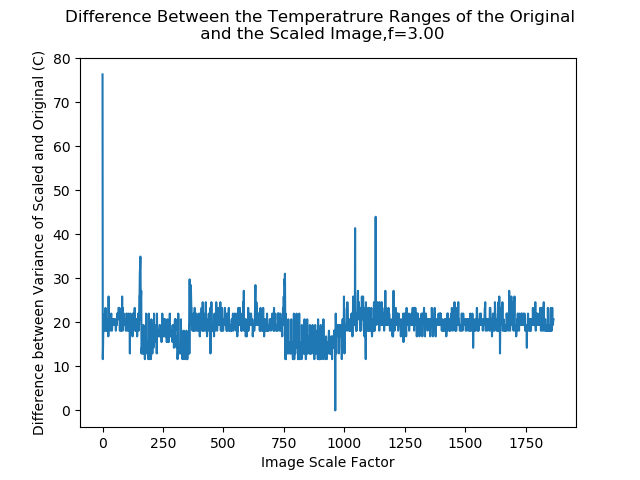 Difference Between the Temperatrure Ranges of the Original
and the Scaled Image,f=3.00
Difference between Variance of Scaled and Original (C)
80
70
60
50
40
30
20
10
0
0 250 500 750 1000 1250 1500 1750
Image Scale Factor